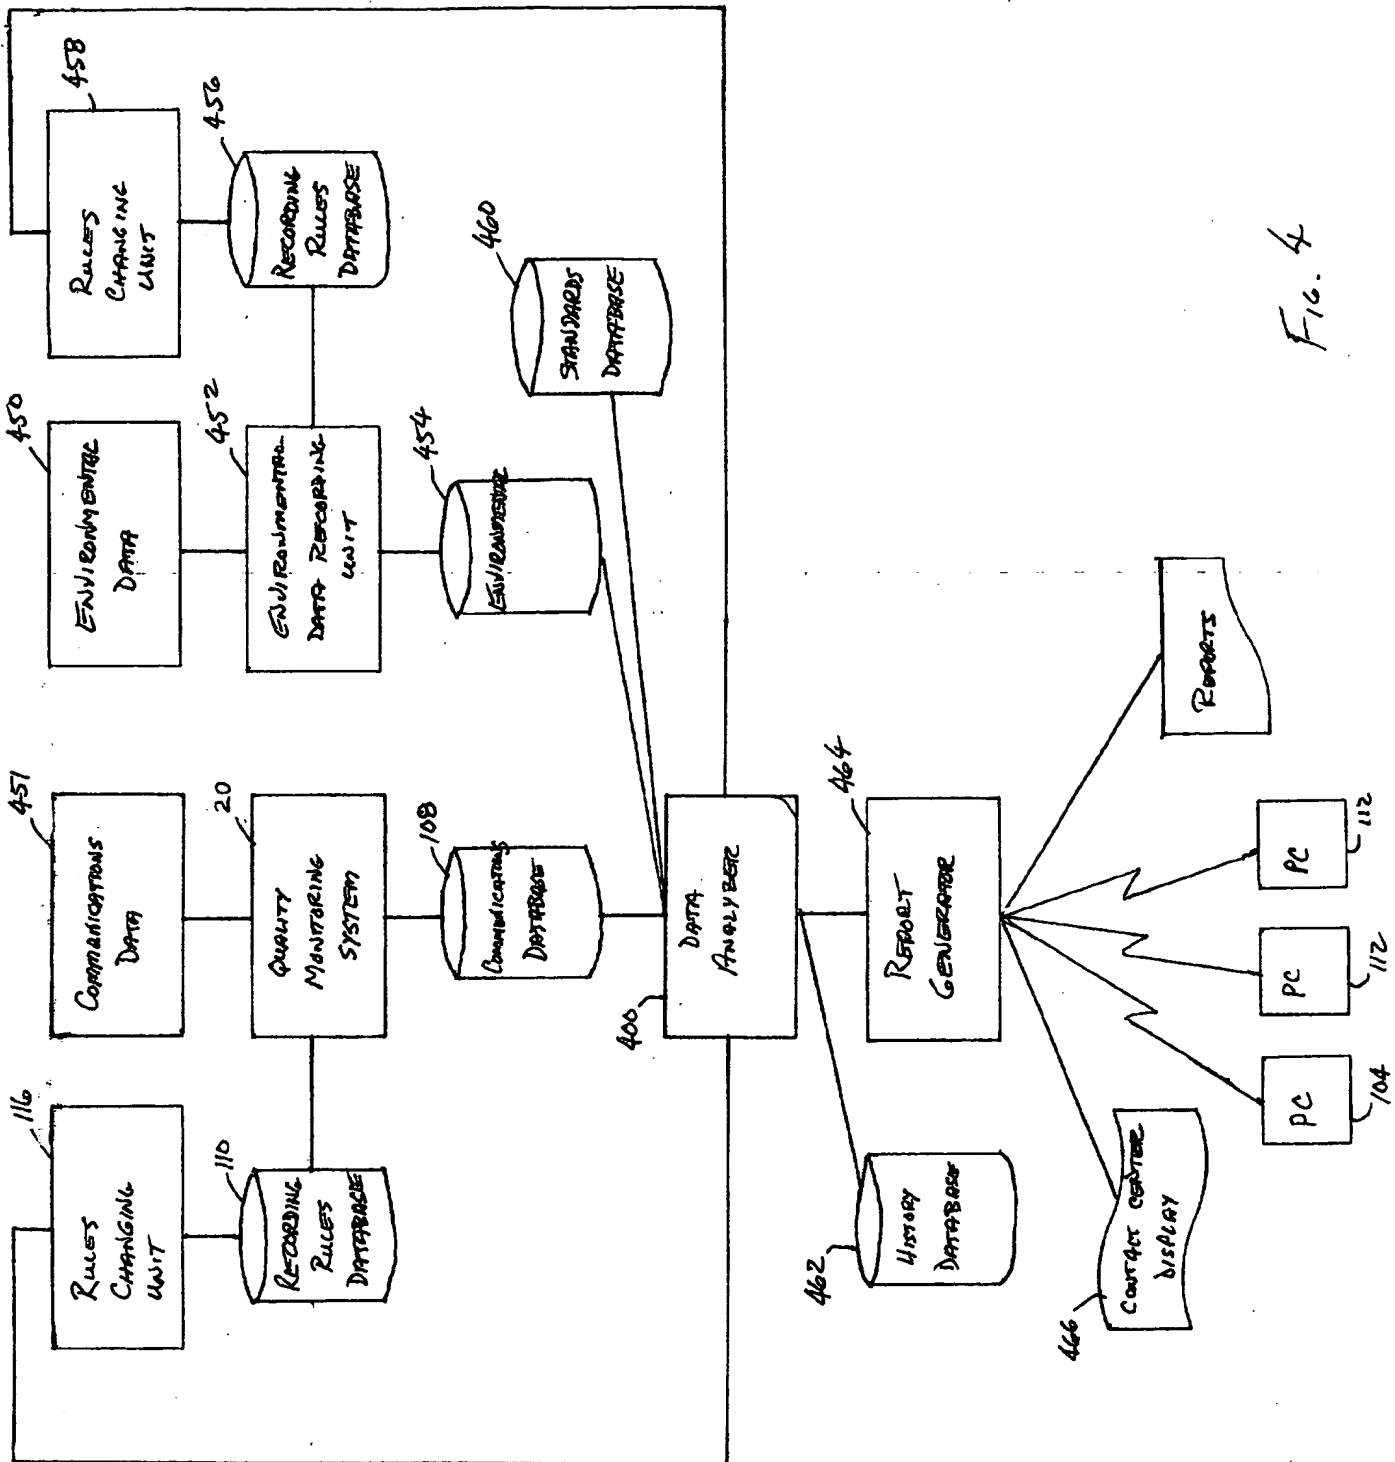 116
RULES
CHANGING
UNIT
110
RECORDING
RULES
DATABASE
451
COMMUNICATIONS
DATA
20
QUALITY
MONITORING
SYSTEM
108
COMMUNICATIONS
DATABASE
450
ENVIRONMENTAL
DATA
452
ENVIRONMENTAL
DATA RECORDING
UNIT
454
ENVIRONMENTAL
458
RULES
CHANGING
UNIT
456
RECORDING
RULES
DATABASE
460
STANDARDS
DATABASE
400
DATA
ANALYZER
462
HISTORY
DATABASE
464
REPORT
GENERATOR
466
CONTACT CENTER
DISPLAY
PC
104
PC
112
PC
112
REPORTS
FIG. 4